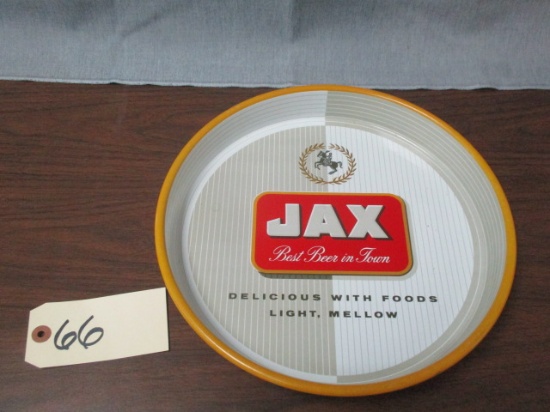 JAX
Best Beer in Town
DELICIOUS WITH FOODS
LIGHT, MELLOW
66